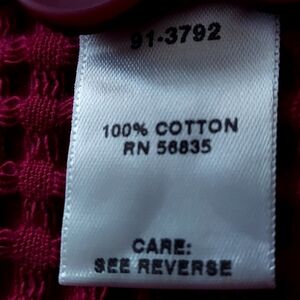 91-3792
100% COTTON
RN 56835
CARE:
SEE REVERSE